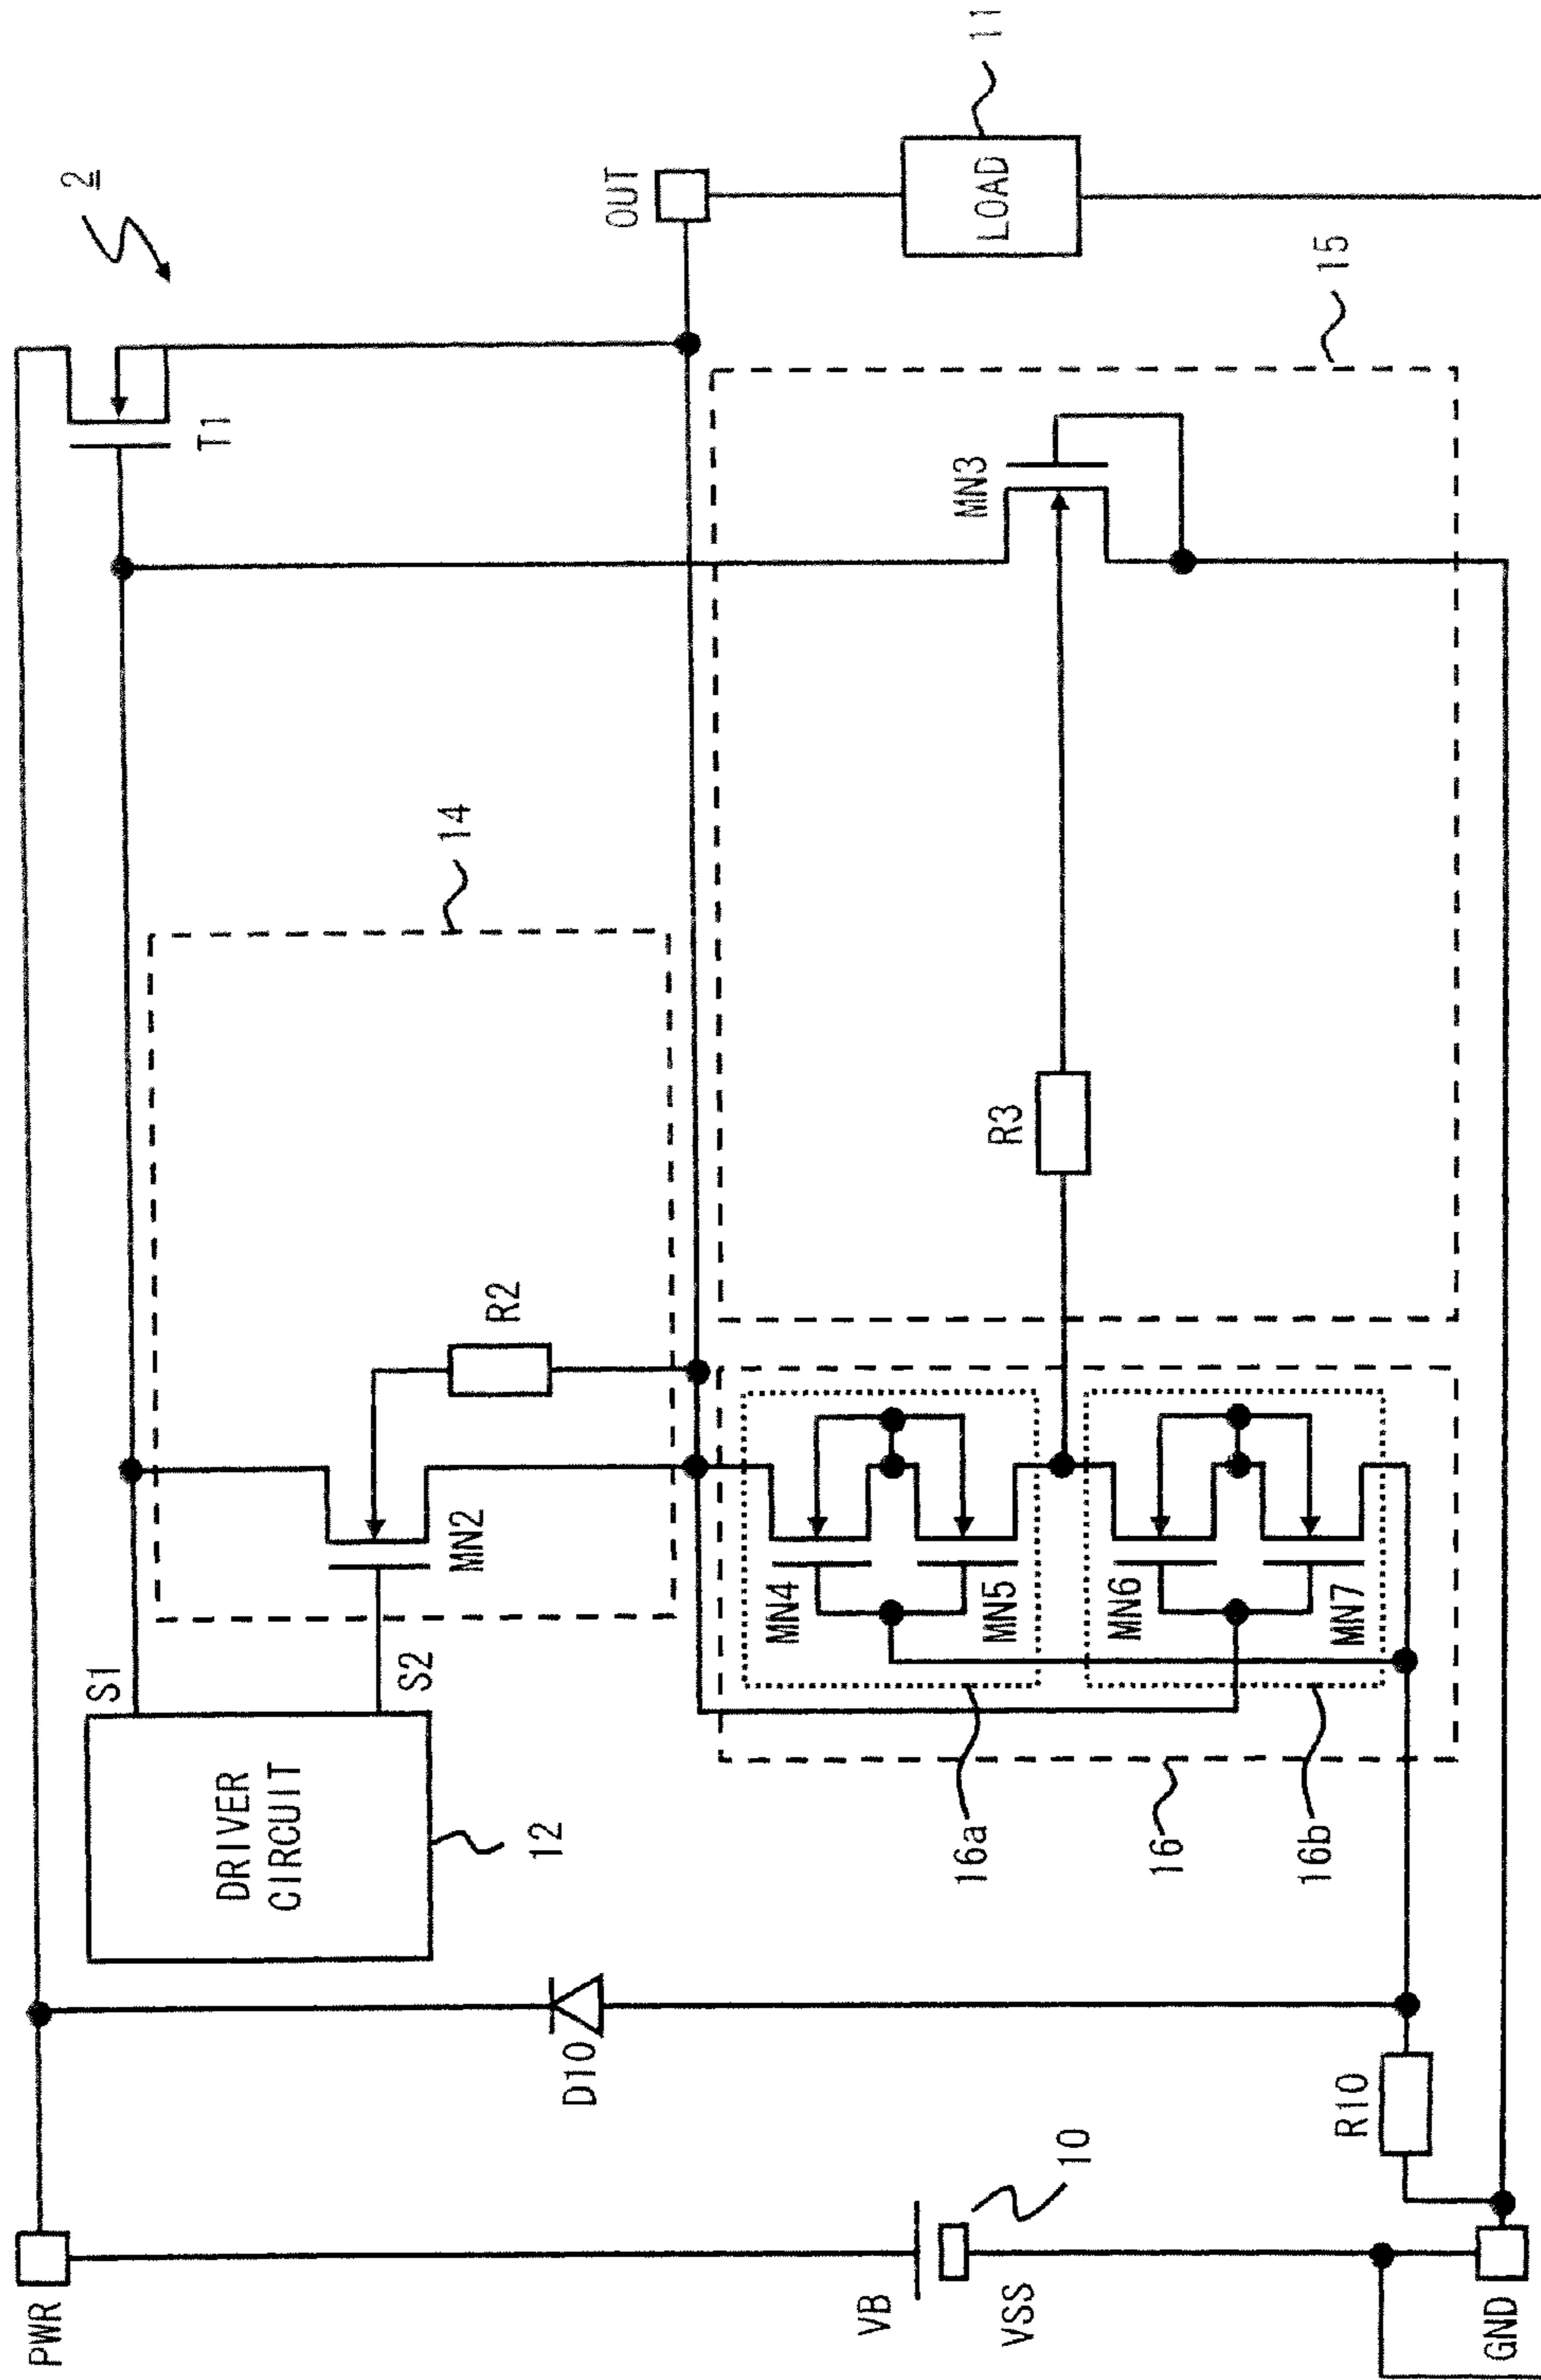 2
PWR
DRIVER
CIRCUIT
12
S1
S2
14
MN2
R2
T1
OUT
LOAD
11
15
MN3
R3
MN4
MN5
MN6
MN7
16a
16
16b
D10
R10
VB
VSS
10
GND